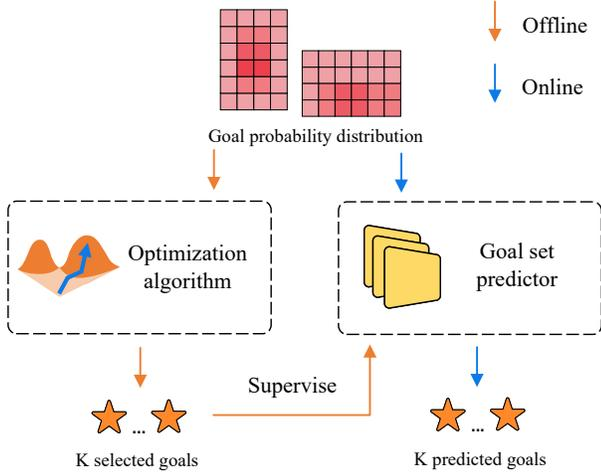 Offline
Online
Goal probability distribution
Optimization
algorithm
Goal set
predictor
Supervise
...
...
K selected goals
K predicted goals